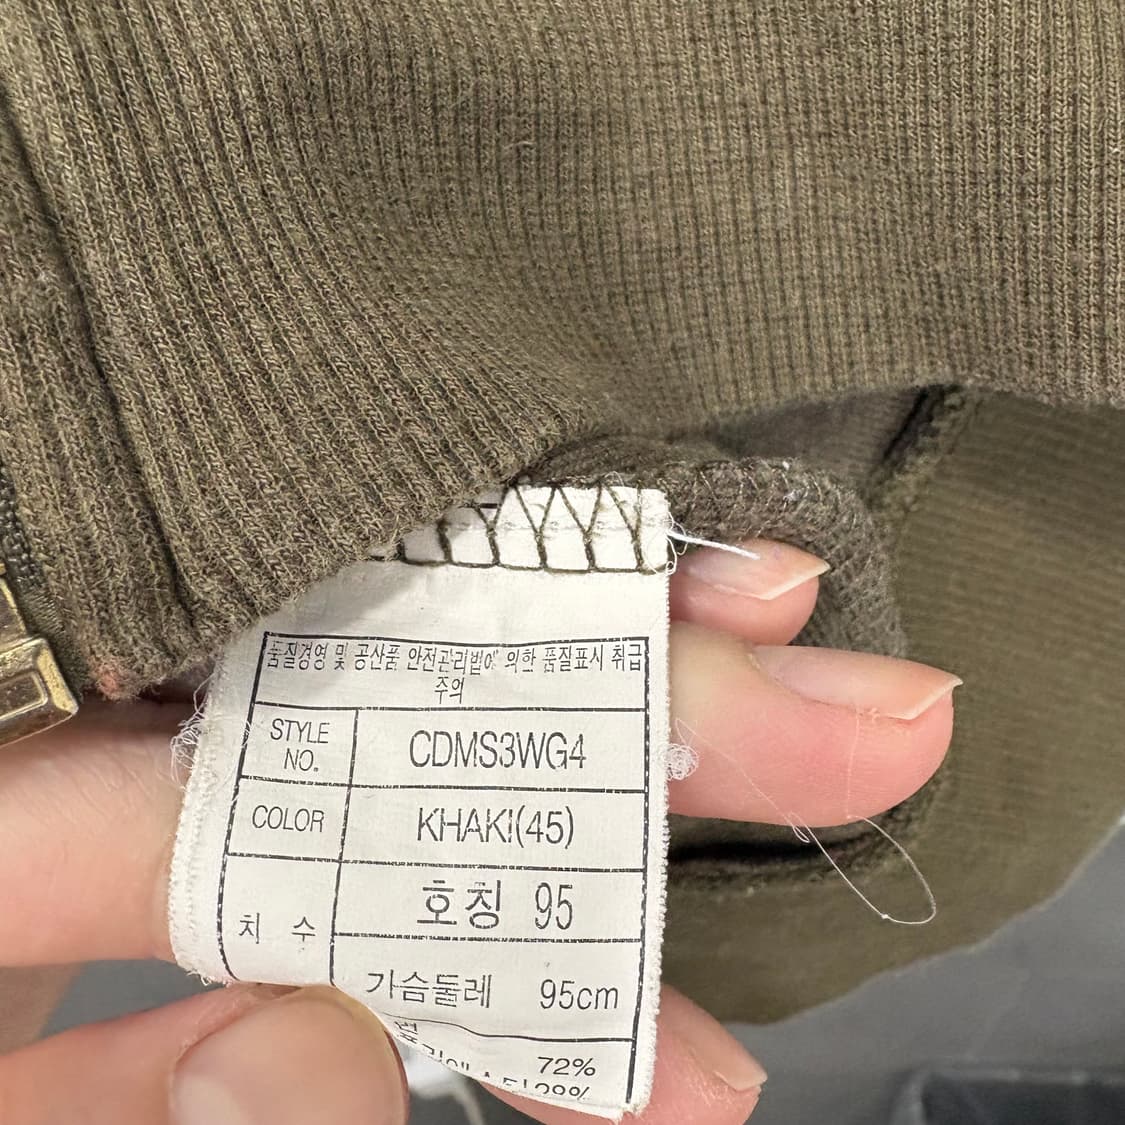 품질경영 및 공산품 안전관리법에 의한 품질표시 취급
주의
STYLE NO. CDMS3WG4
COLOR KHAKI(45)
치 수 호칭 95
가슴둘레 95cm
72%